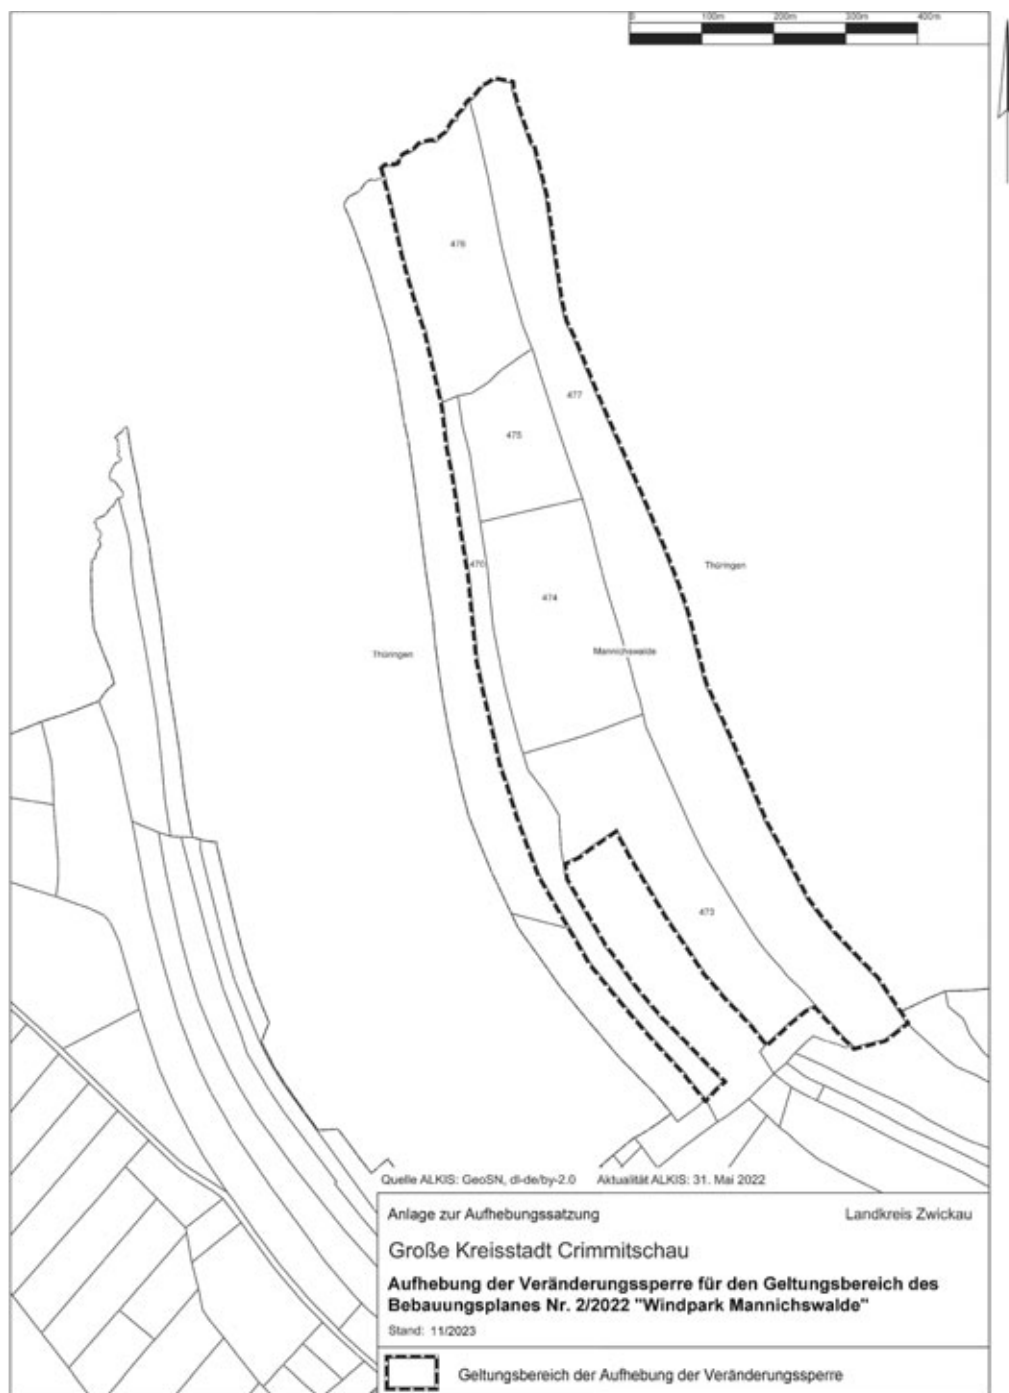 0 100m 200m 300m 400m
476
477
475
470
474
Thüringen
Mannichswalde
Thüringen
473
Quelle ALKIS: GeoSN, dl-de/by-2.0 Aktualität ALKIS: 31. Mai 2022
Anlage zur Aufhebungssatzung Landkreis Zwickau
Große Kreisstadt Crimmitschau
Aufhebung der Veränderungssperre für den Geltungsbereich des
Bebauungsplanes Nr. 2/2022 "Windpark Mannichswalde"
Stand: 11/2023
Geltungsbereich der Aufhebung der Veränderungssperre